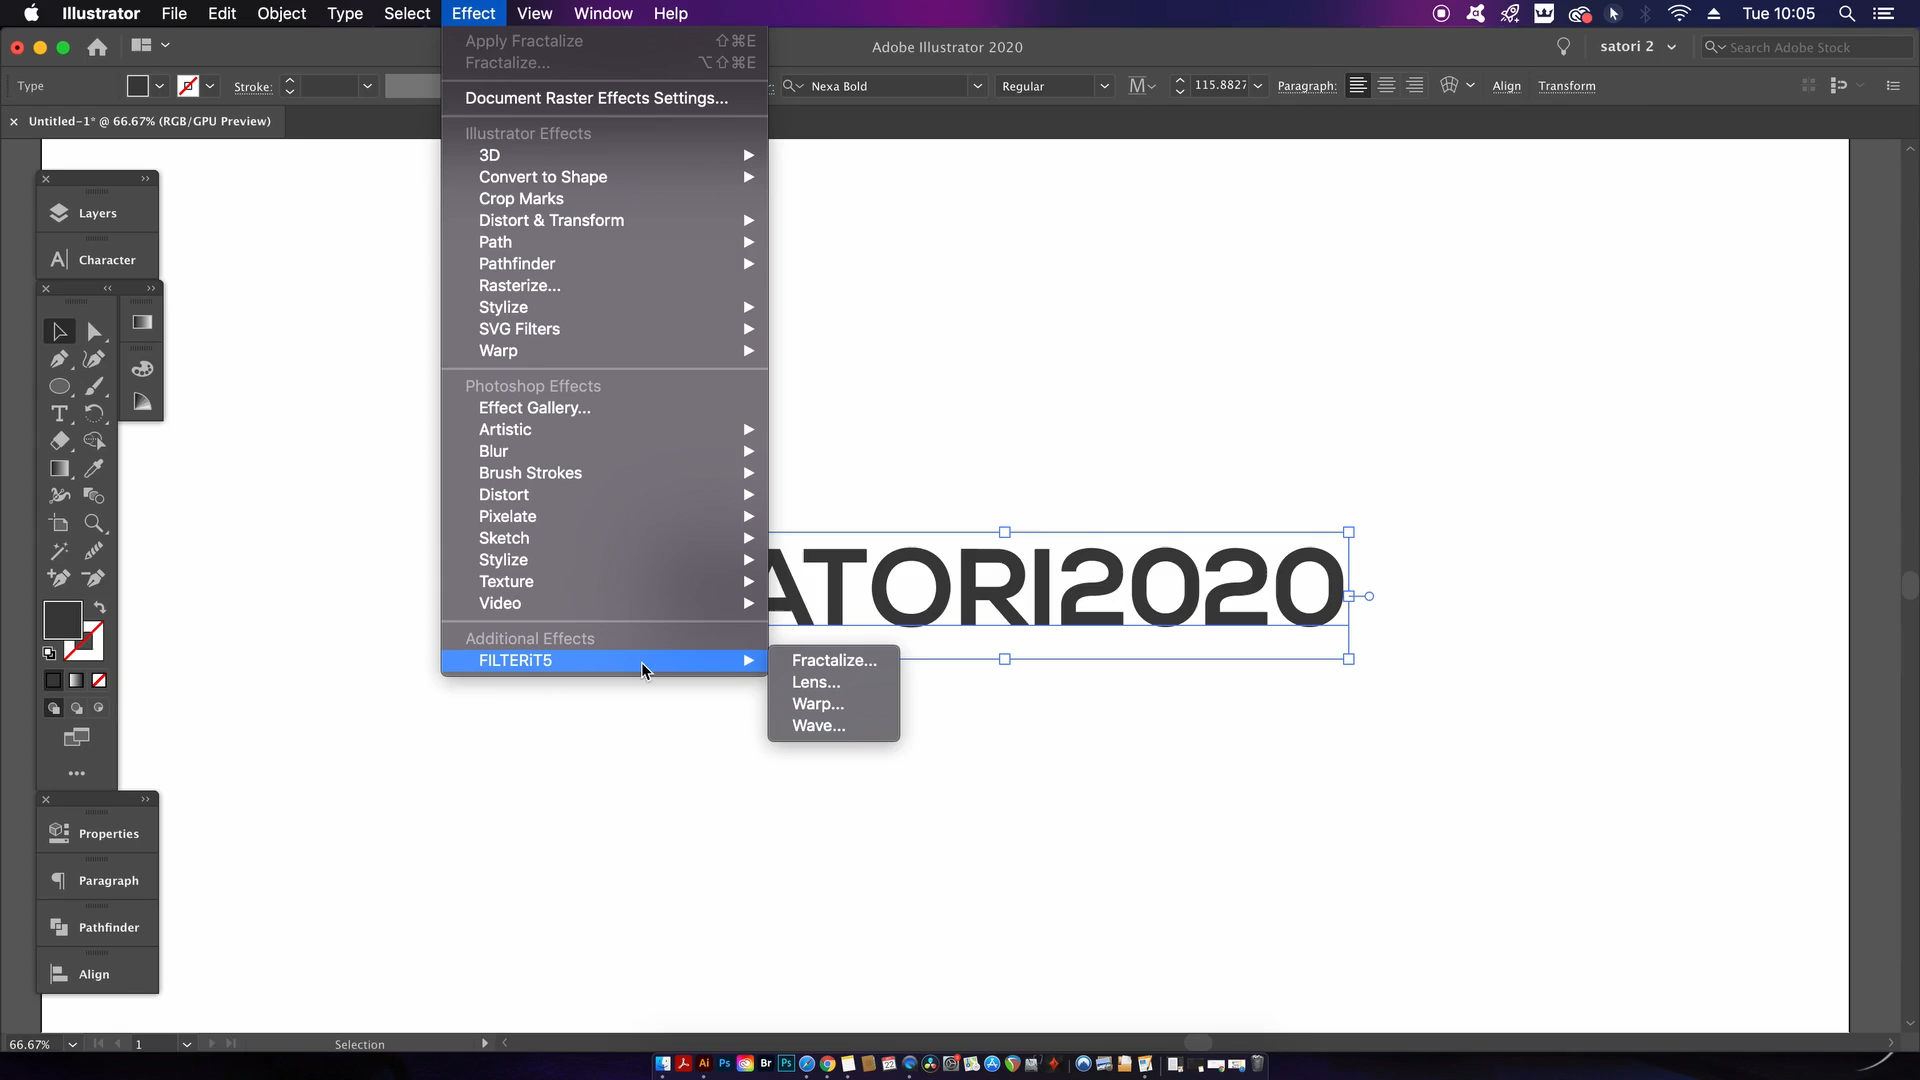 Illustrator File Edit Object Type Select Effect View Window Help Tue 10:05
Adobe Illustrator 2020 satori 2 Search Adobe Stock
Type Stroke: Nexa Bold Regular 115.8827 Paragraph: Align Transform
Untitled-1* @ 66.67% (RGB/GPU Preview)
Apply Fractalize ⇧⌘E
Fractalize... ⌥⇧⌘E
Document Raster Effects Settings...
Illustrator Effects
3D
Convert to Shape
Crop Marks
Distort & Transform
Path
Pathfinder
Rasterize...
Stylize
SVG Filters
Warp
Photoshop Effects
Effect Gallery...
Artistic
Blur
Brush Strokes
Distort
Pixelate
Sketch
Stylize
Texture
Video
Additional Effects
FILTERiT5
Fractalize...
Lens...
Warp...
Wave...
Layers
Character
ATORI2020
Properties
Paragraph
Pathfinder
Align
66.67% 1 Selection
Ai Ps Br Ps